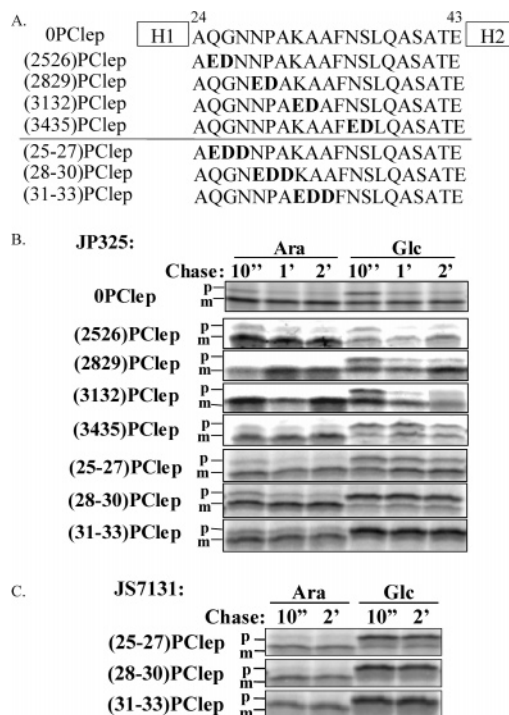 A.
24 43
0PClep H1 AQGNNPAKAAFNSLQASATE H2
(2526)PClep AEDNNPAKAAFNSLQASATE
(2829)PClep AQGNEDAKAAFNSLQASATE
(3132)PClep AQGNNPAEDAFNSLQASATE
(3435)PClep AQGNNPAKAAFEDLQASATE
(25-27)PClep AEDDNPAKAAFNSLQASATE
(28-30)PClep AQGNEDDKAAFNSLQASATE
(31-33)PClep AQGNNPAEDDFNSLQASATE
B. JP325:
Ara Glc
Chase: 10’’ 1’ 2’ 10’’ 1’ 2’
0PClep p m
(2526)PClep p m
(2829)PClep p m
(3132)PClep p m
(3435)PClep p m
(25-27)PClep p m
(28-30)PClep p m
(31-33)PClep p m
C. JS7131:
Ara Glc
Chase: 10’’ 2’ 10’’ 2’
(25-27)PClep p m
(28-30)PClep p m
(31-33)PClep p m